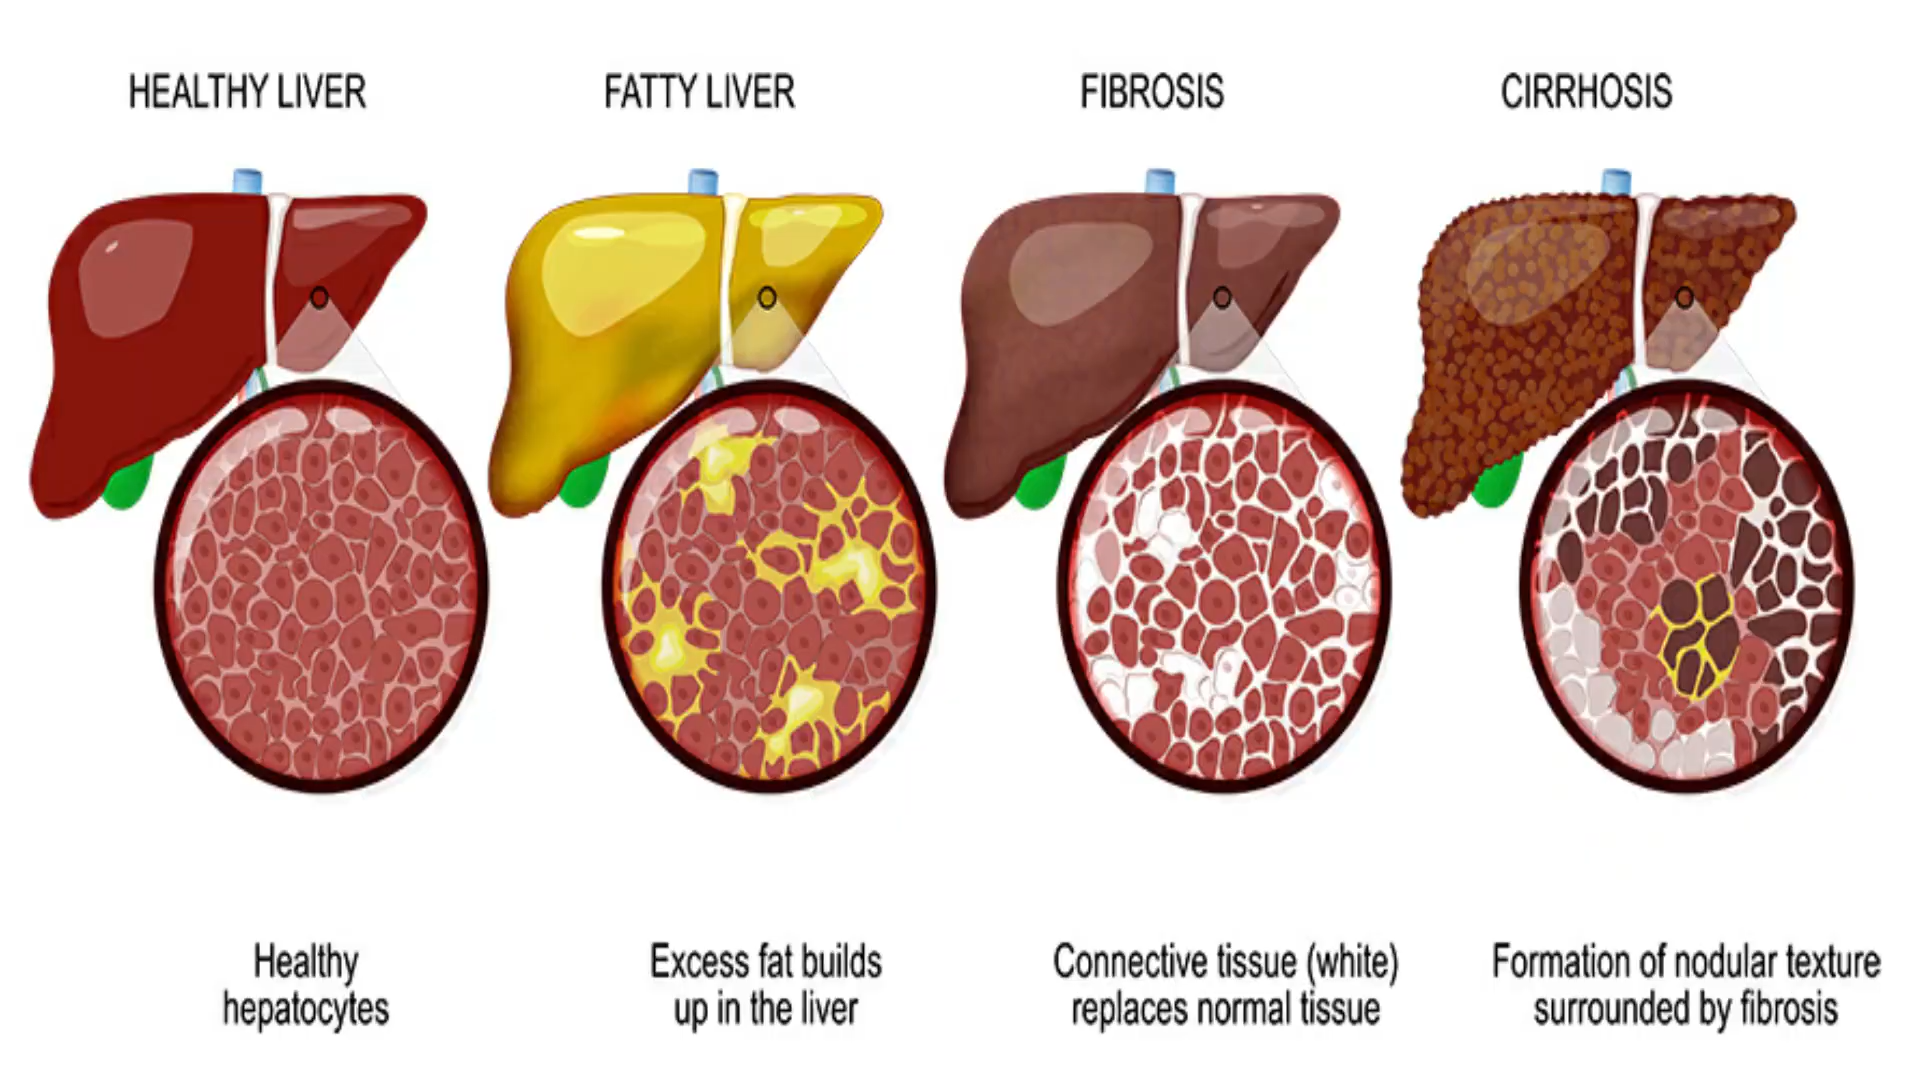 HEALTHY LIVER
FATTY LIVER
FIBROSIS
CIRRHOSIS
Healthy
hepatocytes
Excess fat builds
up in the liver
Connective tissue (white)
replaces normal tissue
Formation of nodular texture
surrounded by fibrosis